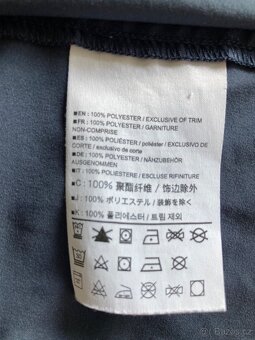 ■EN: 100% POLYESTER / EXCLUSIVE OF TRIM
■FR: 100% POLYESTER / GARNITURE
NON-COMPRISE
■ES: 100% POLIÉSTER / poliéster / EXCLUSIVO DE
CORTE / exclusivo de corte
■DE: 100% POLYESTER / NÄHZUBEHÖR
AUSGENOMMEN
■IT: 100% POLIESTERE / ESCLUSE RIFINITURE
■C: 100% 聚酯纤维 / 饰边除外
■J: 100% ポリエステル / 装飾を除く
■K: 100% 폴리에스터 / 트림 제외